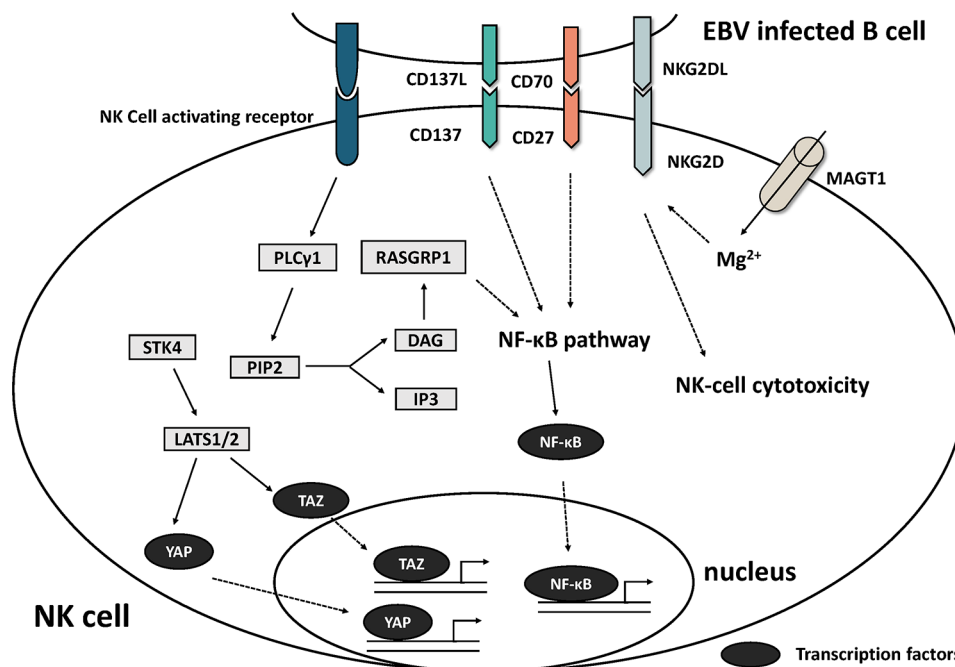 EBV infected B cell
CD137L
CD70
NKG2DL
NK Cell activating receptor
CD137
CD27
NKG2D
MAGT1
Mg2+
PLCγ1
RASGRP1
STK4
PIP2
DAG
NF-κB pathway
IP3
NK-cell cytotoxicity
LATS1/2
NF-κB
TAZ
YAP
TAZ
NF-κB
nucleus
YAP
NK cell
Transcription factors